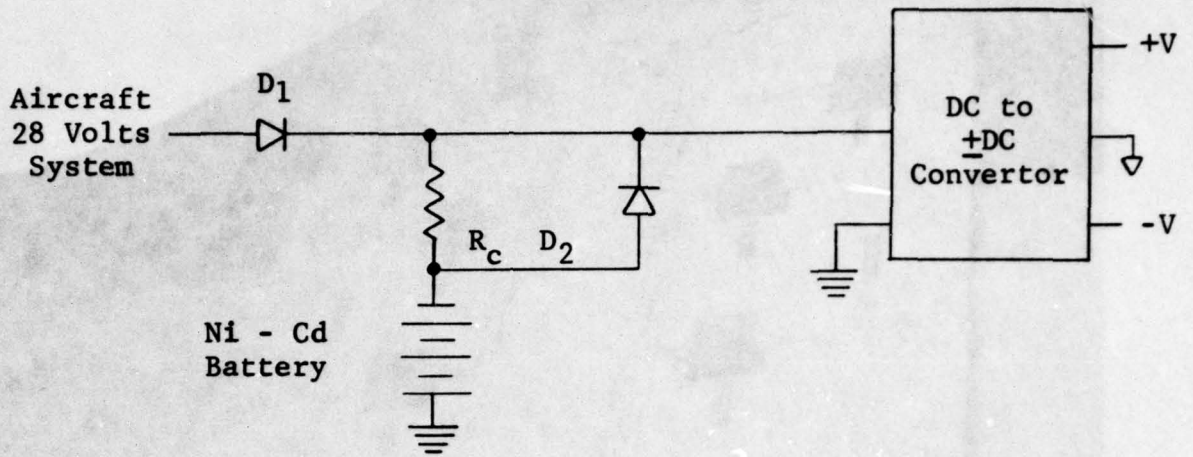 Aircraft
28 Volts
System
D1
Rc
D2
Ni - Cd
Battery
DC to
±DC
Convertor
+V
-V